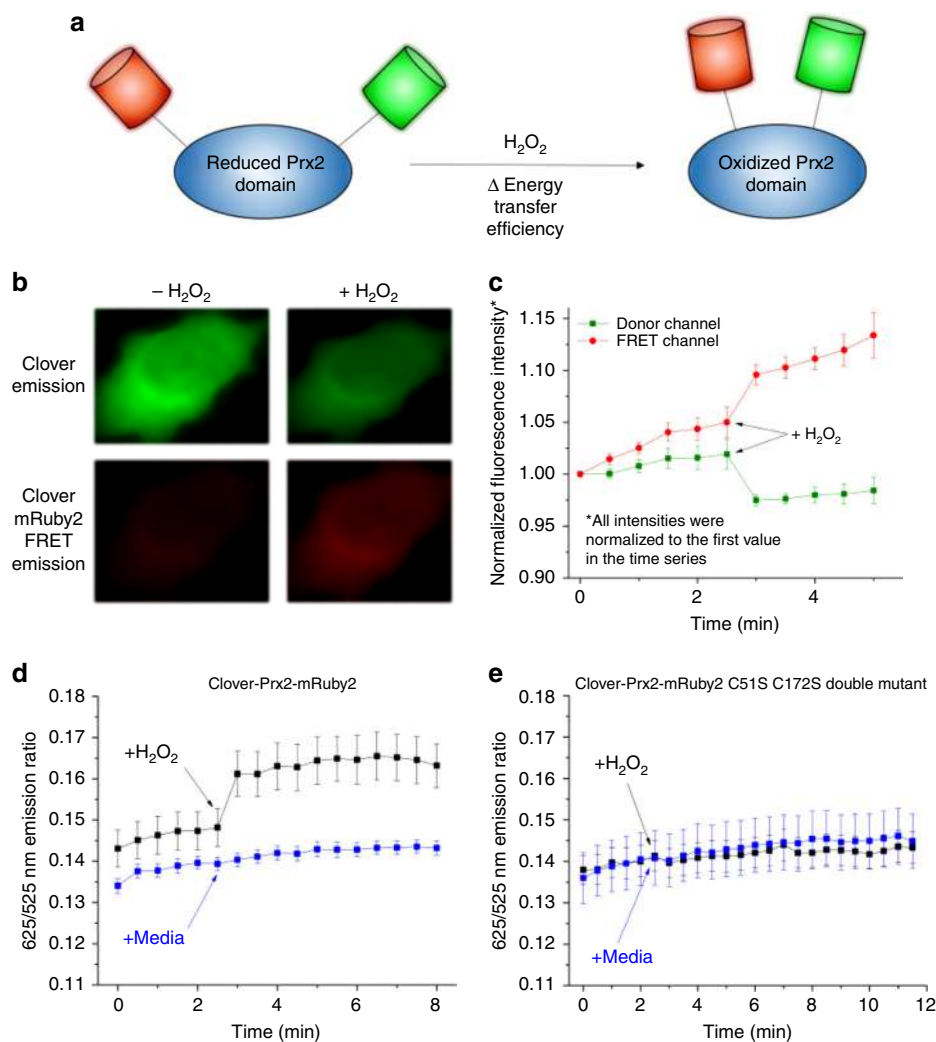 a
Reduced Prx2
domain
H₂O₂
Δ Energy
transfer
efficiency
Oxidized Prx2
domain
b
– H₂O₂
+ H₂O₂
Clover
emission
Clover
mRuby2
FRET
emission
c
Normalized fluorescence intensity*
1.15
1.10
1.05
1.00
0.95
0.90
Donor channel
FRET channel
+ H₂O₂
*All intensities were
normalized to the first value
in the time series
0
2
4
Time (min)
d
Clover-Prx2-mRuby2
625/525 nm emission ratio
0.18
0.17
0.16
0.15
0.14
0.13
0.12
0.11
+H₂O₂
+Media
0
2
4
6
8
Time (min)
e
Clover-Prx2-mRuby2 C51S C172S double mutant
625/525 nm emission ratio
0.18
0.17
0.16
0.15
0.14
0.13
0.12
0.11
+H₂O₂
+Media
0
2
4
6
8
10
12
Time (min)